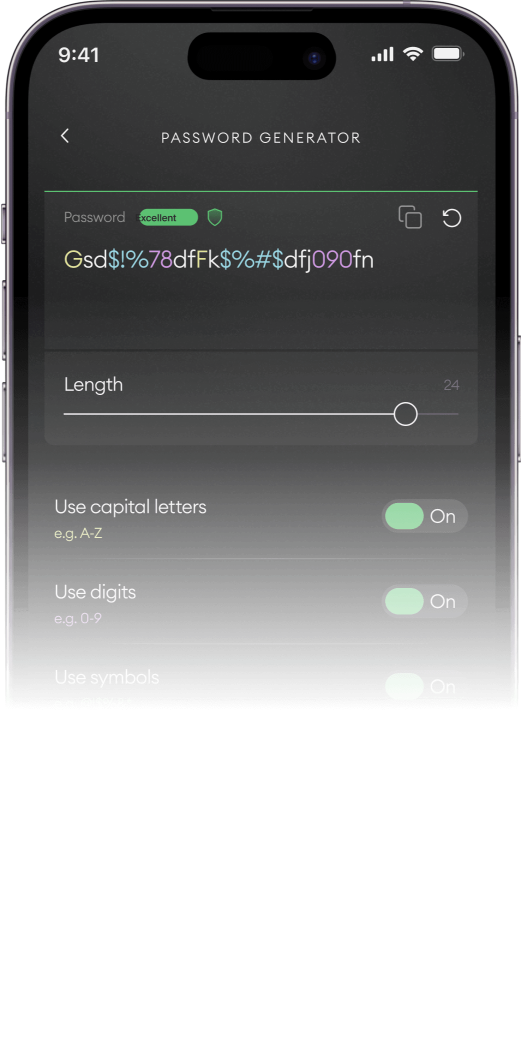 9:41
PASSWORD GENERATOR
Password Excellent
Gsd$!%78dfFk$%#$dfj090fn
Length 24
Use capital letters On
e.g. A-Z
Use digits On
e.g. 0-9
Use symbols On